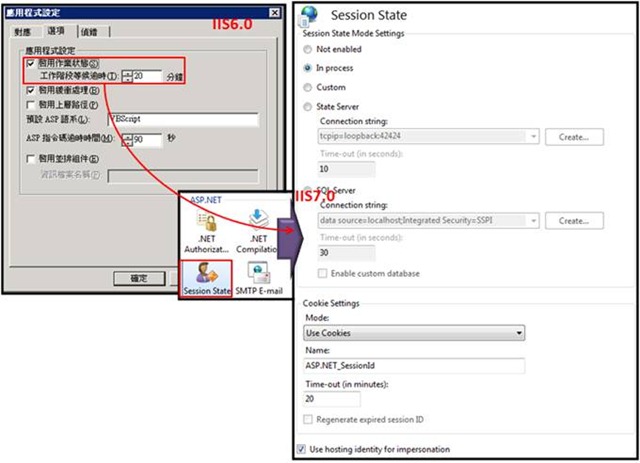 IIS6.0
應用程式設定
對應
選項
偵錯
應用程式設定
啟用作業狀態(S)
工作階段等候逾時(T):
20
分鐘
啟用緩衝處理(B)
啟用上層路徑(P)
預設 ASP 語系(L):
VBScript
ASP 指令碼逾時時間(M):
90
秒
啟用並排組件(E)
資訊檔案名稱(F):
確定
IIS7.0
ASP.NET
.NET
Authorizat...
.NET
Compilation
Session State
SMTP E-mail
Session State
Session State Mode Settings
Not enabled
In process
Custom
State Server
Connection string:
tcpip=loopback:42424
Create...
Time-out (in seconds):
10
SQL Server
Connection string:
data source=localhost;Integrated Security=SSPI
Create...
Time-out (in seconds):
30
Enable custom database
Cookie Settings
Mode:
Use Cookies
Name:
ASP.NET_SessionId
Time-out (in minutes):
20
Regenerate expired session ID
Use hosting identity for impersonation